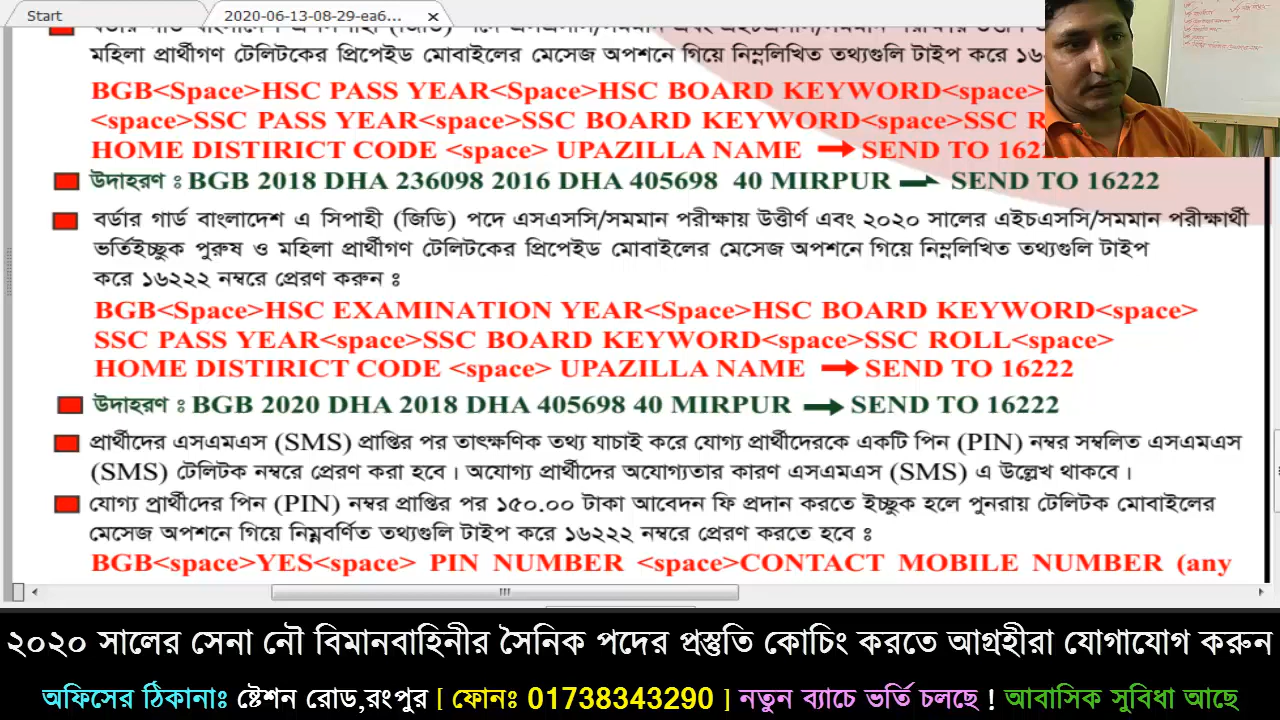 Start
2020-06-13-08-29-ea6...
বর্ডার গার্ড বাংলাদেশ এ সিপাহী (জিডি) পদে এসএসসি/সমমান এবং এইচএসসি/সমমান
মহিলা প্রার্থীগণ টেলিটকের প্রিপেইড মোবাইলের মেসেজ অপশনে গিয়ে নিম্নলিখিত তথ্যগুলি টাইপ করে
BGB<Space>HSC PASS YEAR<Space>HSC BOARD KEYWORD<space>
<space>SSC PASS YEAR<space>SSC BOARD KEYWORD<space>SSC
HOME DISTIRICT CODE <space> UPAZILLA NAME ➞ SEND TO
উদাহরণ ঃ BGB 2018 DHA 236098 2016 DHA 405698 40 MIRPUR ➞ SEND TO 16222
বর্ডার গার্ড বাংলাদেশ এ সিপাহী (জিডি) পদে এসএসসি/সমমান পরীক্ষায় উত্তীর্ণ এবং ২০২০ সালের এইচএসসি/সমমান পরীক্ষার্থী
ভর্তিইচ্ছুক পুরুষ ও মহিলা প্রার্থীগণ টেলিটকের প্রিপেইড মোবাইলের মেসেজ অপশনে গিয়ে নিম্নলিখিত তথ্যগুলি টাইপ
করে ১৬২২২ নম্বরে প্রেরণ করুন ঃ
BGB<Space>HSC EXAMINATION YEAR<Space>HSC BOARD KEYWORD<space>
SSC PASS YEAR<space>SSC BOARD KEYWORD<space>SSC ROLL<space>
HOME DISTIRICT CODE <space> UPAZILLA NAME ➞ SEND TO 16222
উদাহরণ ঃ BGB 2020 DHA 2018 DHA 405698 40 MIRPUR ➞ SEND TO 16222
প্রার্থীদের এসএমএস (SMS) প্রাপ্তির পর তাৎক্ষণিক তথ্য যাচাই করে যোগ্য প্রার্থীদেরকে একটি পিন (PIN) নম্বর সম্বলিত এসএমএস
(SMS) টেলিটক নম্বরে প্রেরণ করা হবে। অযোগ্য প্রার্থীদের অযোগ্যতার কারণ এসএমএস (SMS) এ উল্লেখ থাকবে।
যোগ্য প্রার্থীদের পিন (PIN) নম্বর প্রাপ্তির পর ১৫০.০০ টাকা আবেদন ফি প্রদান করতে ইচ্ছুক হলে পুনরায় টেলিটক মোবাইলের
মেসেজ অপশনে গিয়ে নিম্নবর্ণিত তথ্যগুলি টাইপ করে ১৬২২২ নম্বরে প্রেরণ করতে হবে ঃ
BGB<space>YES<space> PIN NUMBER <space>CONTACT MOBILE NUMBER (any
২০২০ সালের সেনা নৌ বিমানবাহিনীর সৈনিক পদের প্রস্তুতি কোচিং করতে আগ্রহীরা যোগাযোগ করুন
অফিসের ঠিকানাঃ ষ্টেশন রোড,রংপুর [ ফোনঃ 01738343290 ] নতুন ব্যাচে ভর্তি চলছে ! আবাসিক সুবিধা আছে